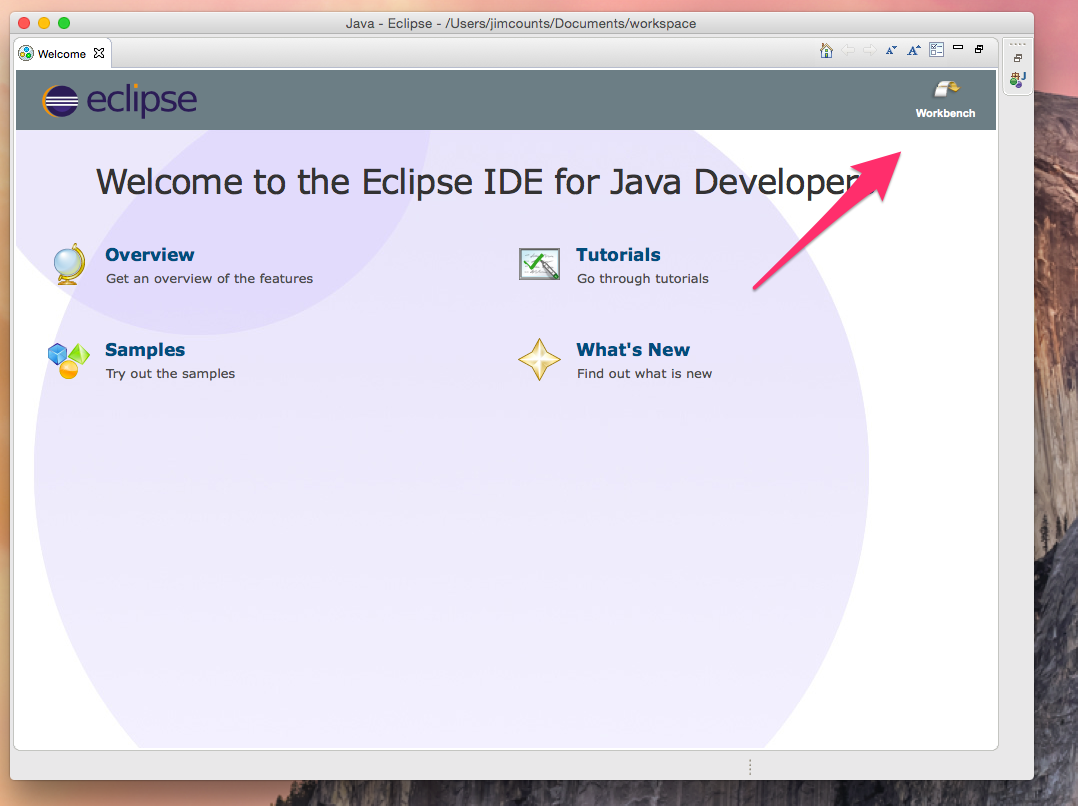 Java - Eclipse - /Users/jimcounts/Documents/workspace
Welcome
eclipse
Workbench
Welcome to the Eclipse IDE for Java Developers
Overview
Get an overview of the features
Tutorials
Go through tutorials
Samples
Try out the samples
What's New
Find out what is new